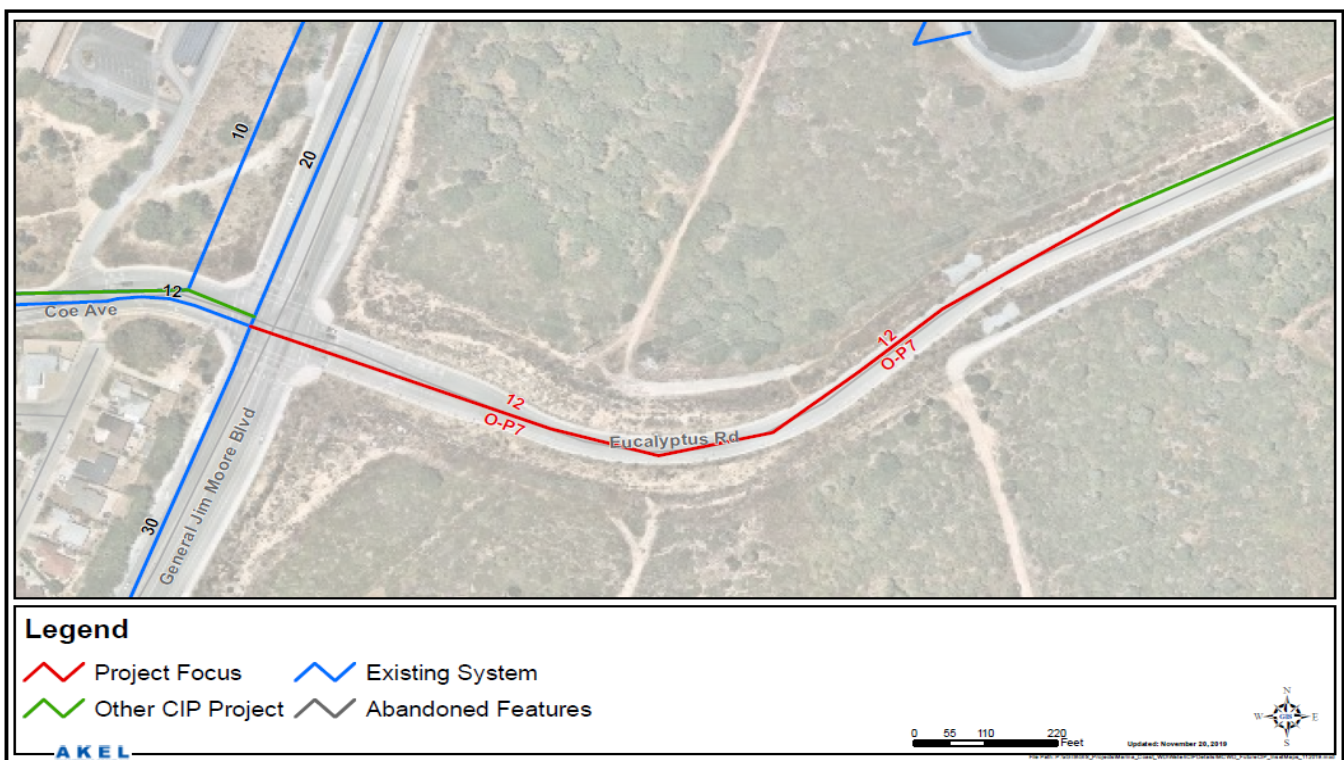 10
20
12
Coe Ave
12
O-P7
12
O-P7
Eucalyptus Rd
30
General Jim Moore Blvd
Legend
Project Focus
Existing System
Other CIP Project
Abandoned Features
AKEL
0 55 110 220
Feet
Updated: November 20, 2019
N
W GIS E
S